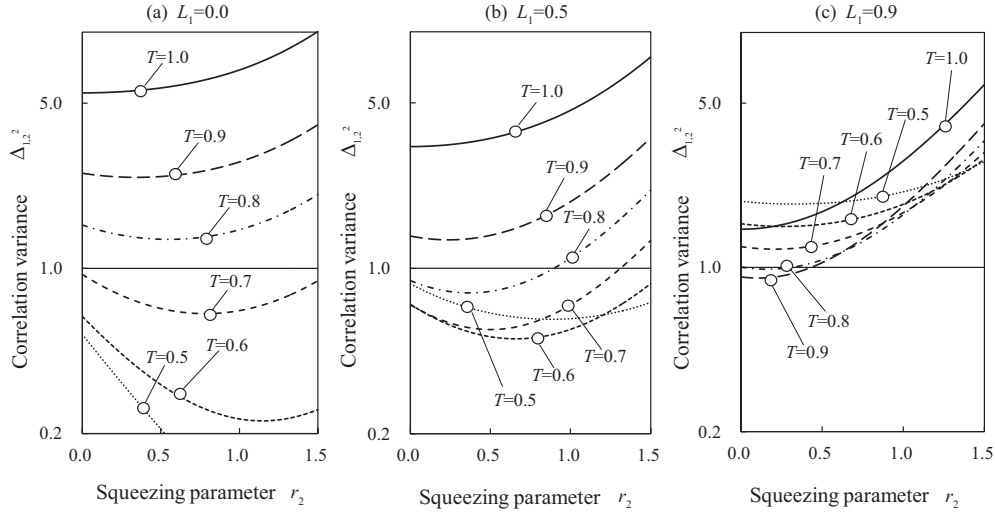 (a) L₁=0.0
Correlation variance Δ₁,₂²
5.0
1.0
0.2
T=1.0
T=0.9
T=0.8
T=0.7
T=0.6
T=0.5
0.0 0.5 1.0 1.5
Squeezing parameter r₂
(b) L₁=0.5
Correlation variance Δ₁,₂²
5.0
1.0
0.2
T=1.0
T=0.9
T=0.8
T=0.7
T=0.6
T=0.5
0.0 0.5 1.0 1.5
Squeezing parameter r₂
(c) L₁=0.9
Correlation variance Δ₁,₂²
5.0
1.0
0.2
T=1.0
T=0.5
T=0.6
T=0.7
T=0.8
T=0.9
0.0 0.5 1.0 1.5
Squeezing parameter r₂